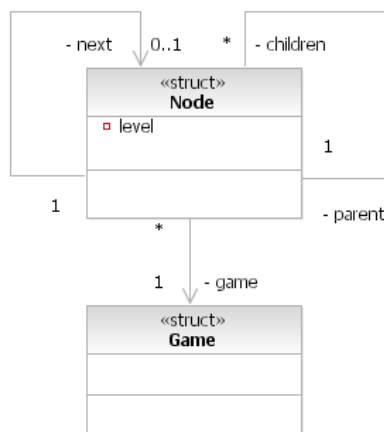 - next 0..1 * - children
«struct»
Node
level
1
1
- parent
*
1 - game
«struct»
Game